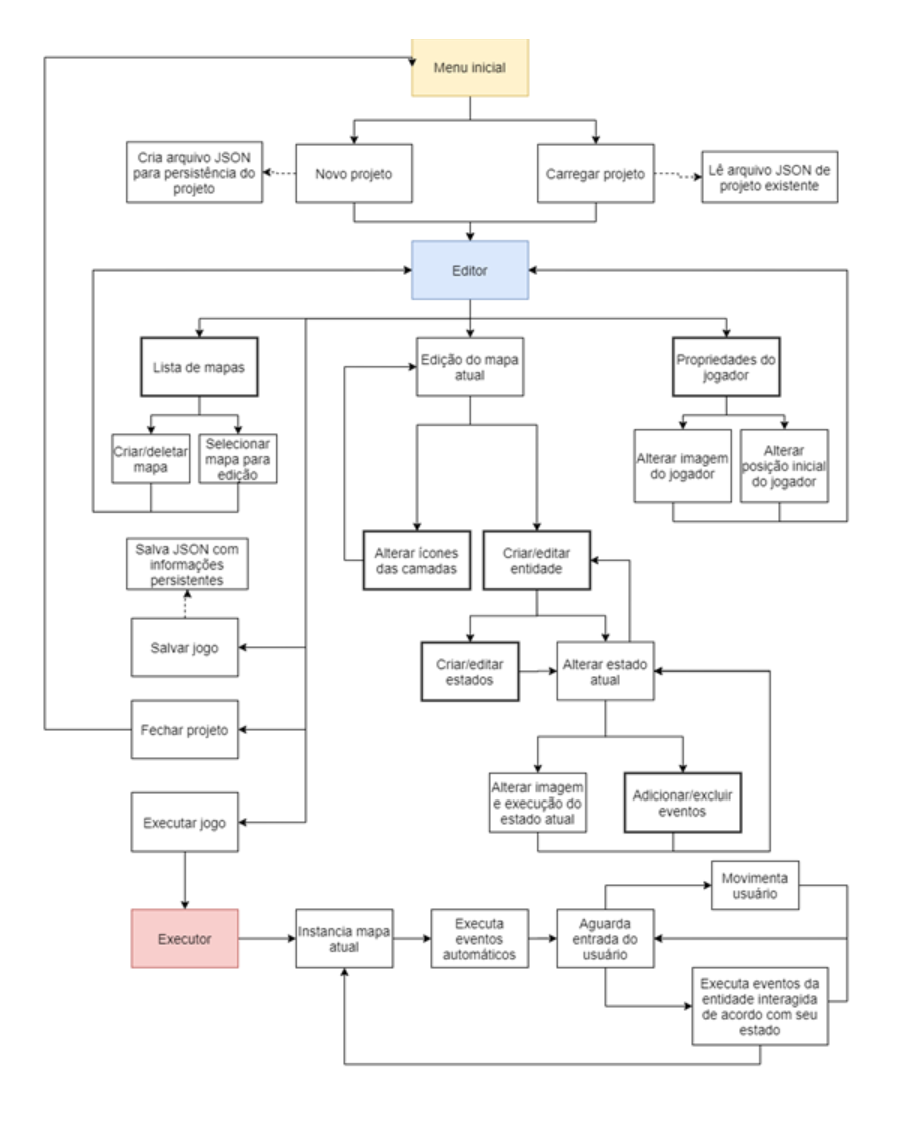 Menu inicial
Cria arquivo JSON
para persistência do
projeto
Novo projeto
Carregar projeto
Lê arquivo JSON de
projeto existente
Editor
Lista de mapas
Edição do mapa
atual
Propriedades do
jogador
Criar/deletar
mapa
Selecionar
mapa para
edição
Alterar imagem
do jogador
Alterar
posição inicial
do jogador
Salva JSON com
informações
persistentes
Alterar ícones
das camadas
Criar/editar
entidade
Salvar jogo
Criar/editar
estados
Alterar estado
atual
Fechar projeto
Alterar imagem
e execução do
estado atual
Adicionar/excluir
eventos
Executar jogo
Movimenta
usuário
Executor
Instancia mapa
atual
Executa
eventos
automáticos
Aguarda
entrada do
usuário
Executa eventos da
entidade interagida
de acordo com seu
estado